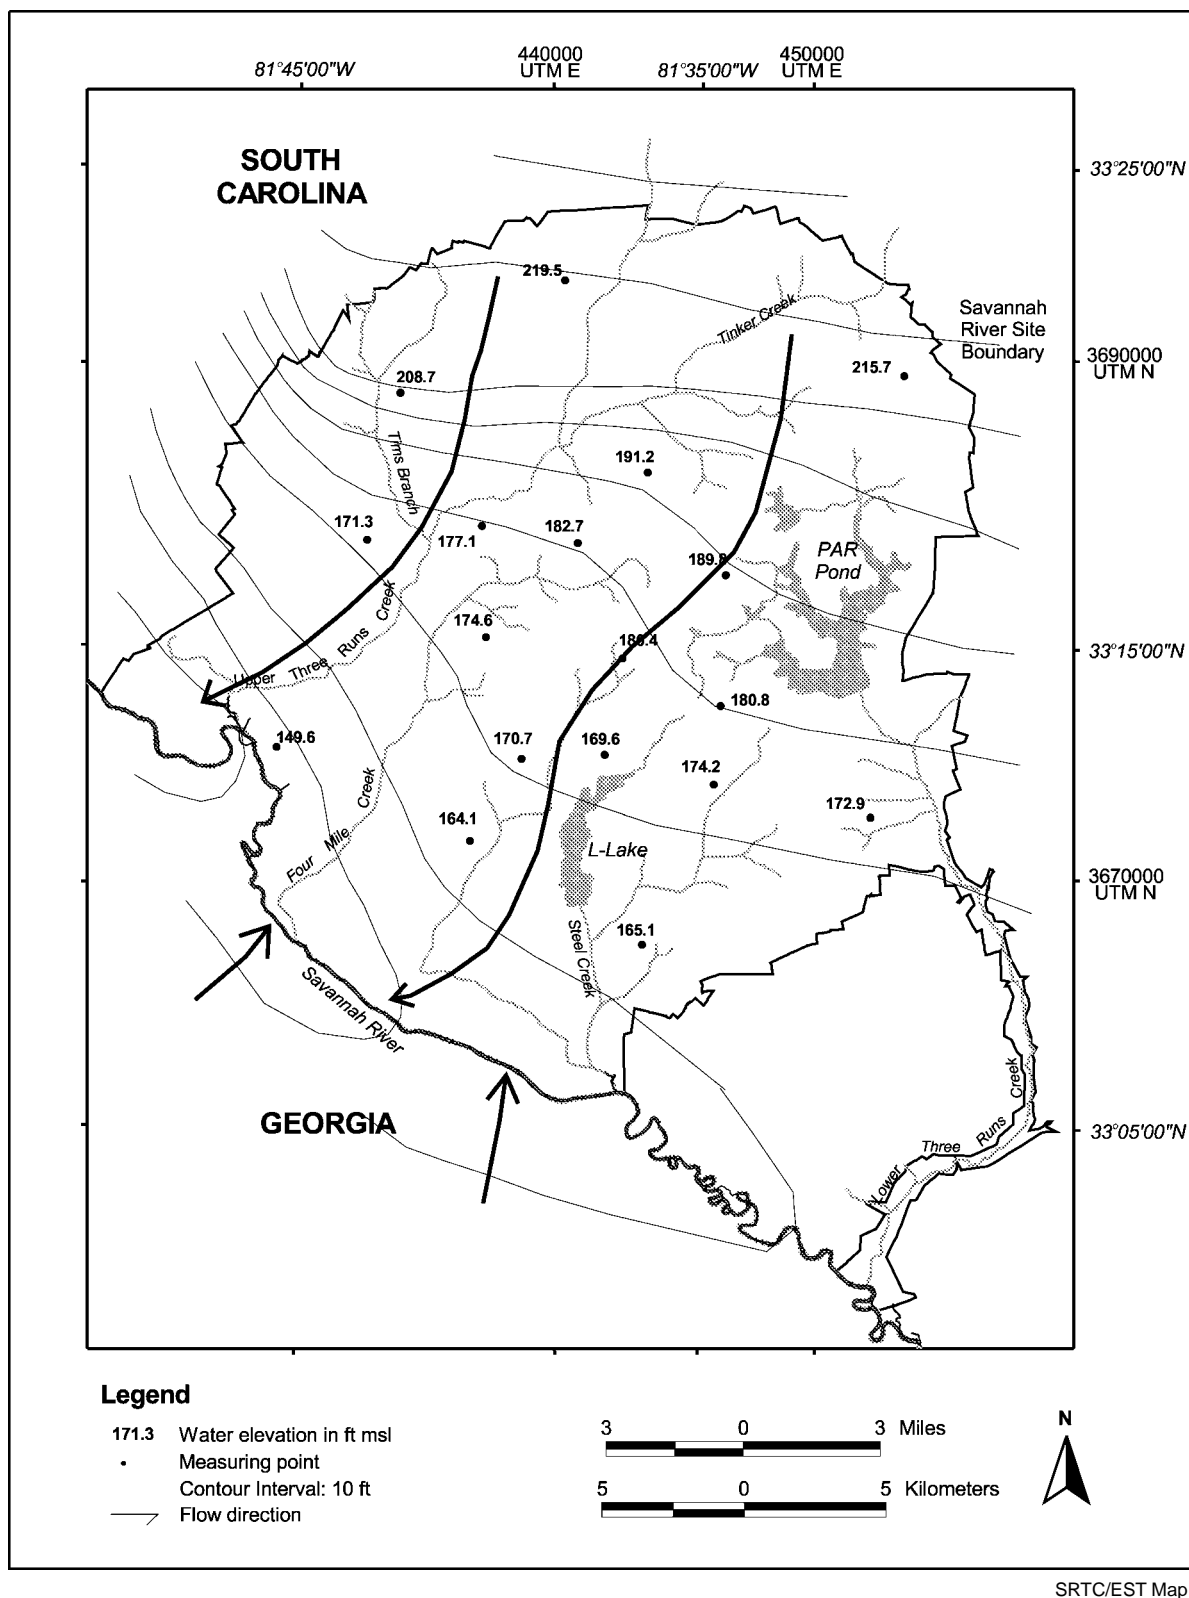 440000
UTM E
450000
UTM E
81°45'00"W
81°35'00"W
SOUTH
CAROLINA
33°25'00"N
219.5
Tinker Creek
Savannah
River Site
Boundary
3690000
UTM N
215.7
208.7
Tims Branch
191.2
171.3
177.1
182.7
PAR
Pond
Creek
174.6
Runs
Three
Upper
33°15'00"N
180.8
149.6
170.7
169.6
174.2
Creek
164.1
172.9
Mile
Four
L-Lake
3670000
UTM N
165.1
Steel Creek
Savannah River
Creek
GEORGIA
Runs
Three
Lower
33°05'00"N
Legend
171.3 Water elevation in ft msl
Measuring point
Contour Interval: 10 ft
Flow direction
3 0 3 Miles
5 0 5 Kilometers
N
SRTC/EST Map